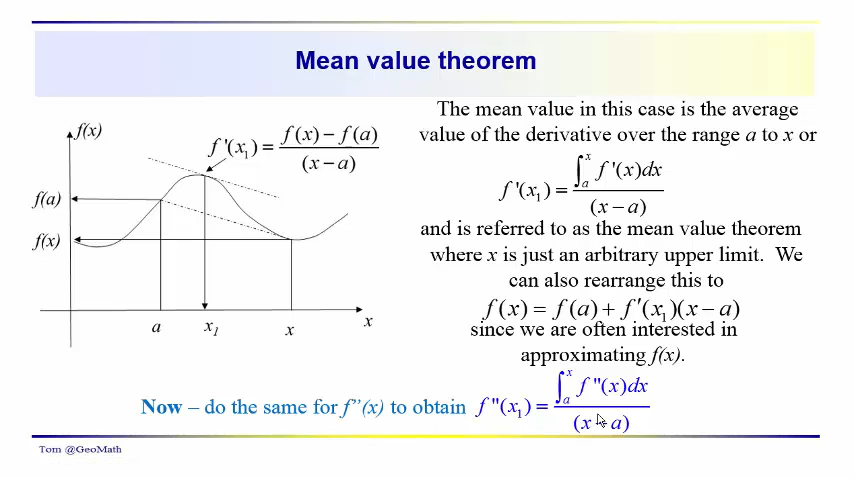 Mean value theorem
f(x)
f'(x₁) = (f(x) − f(a)) / (x − a)
f(a)
f(x)
a
x₁
x
x
The mean value in this case is the average
value of the derivative over the range a to x or
f'(x₁) = ∫ₐˣ f'(x)dx / (x − a)
and is referred to as the mean value theorem
where x is just an arbitrary upper limit. We
can also rearrange this to
f(x) = f(a) + f′(x₁)(x − a)
since we are often interested in
approximating f(x).
Now – do the same for f”(x) to obtain f"(x₁) = ∫ₐˣ f"(x)dx / (x − a)
Tom @GeoMath